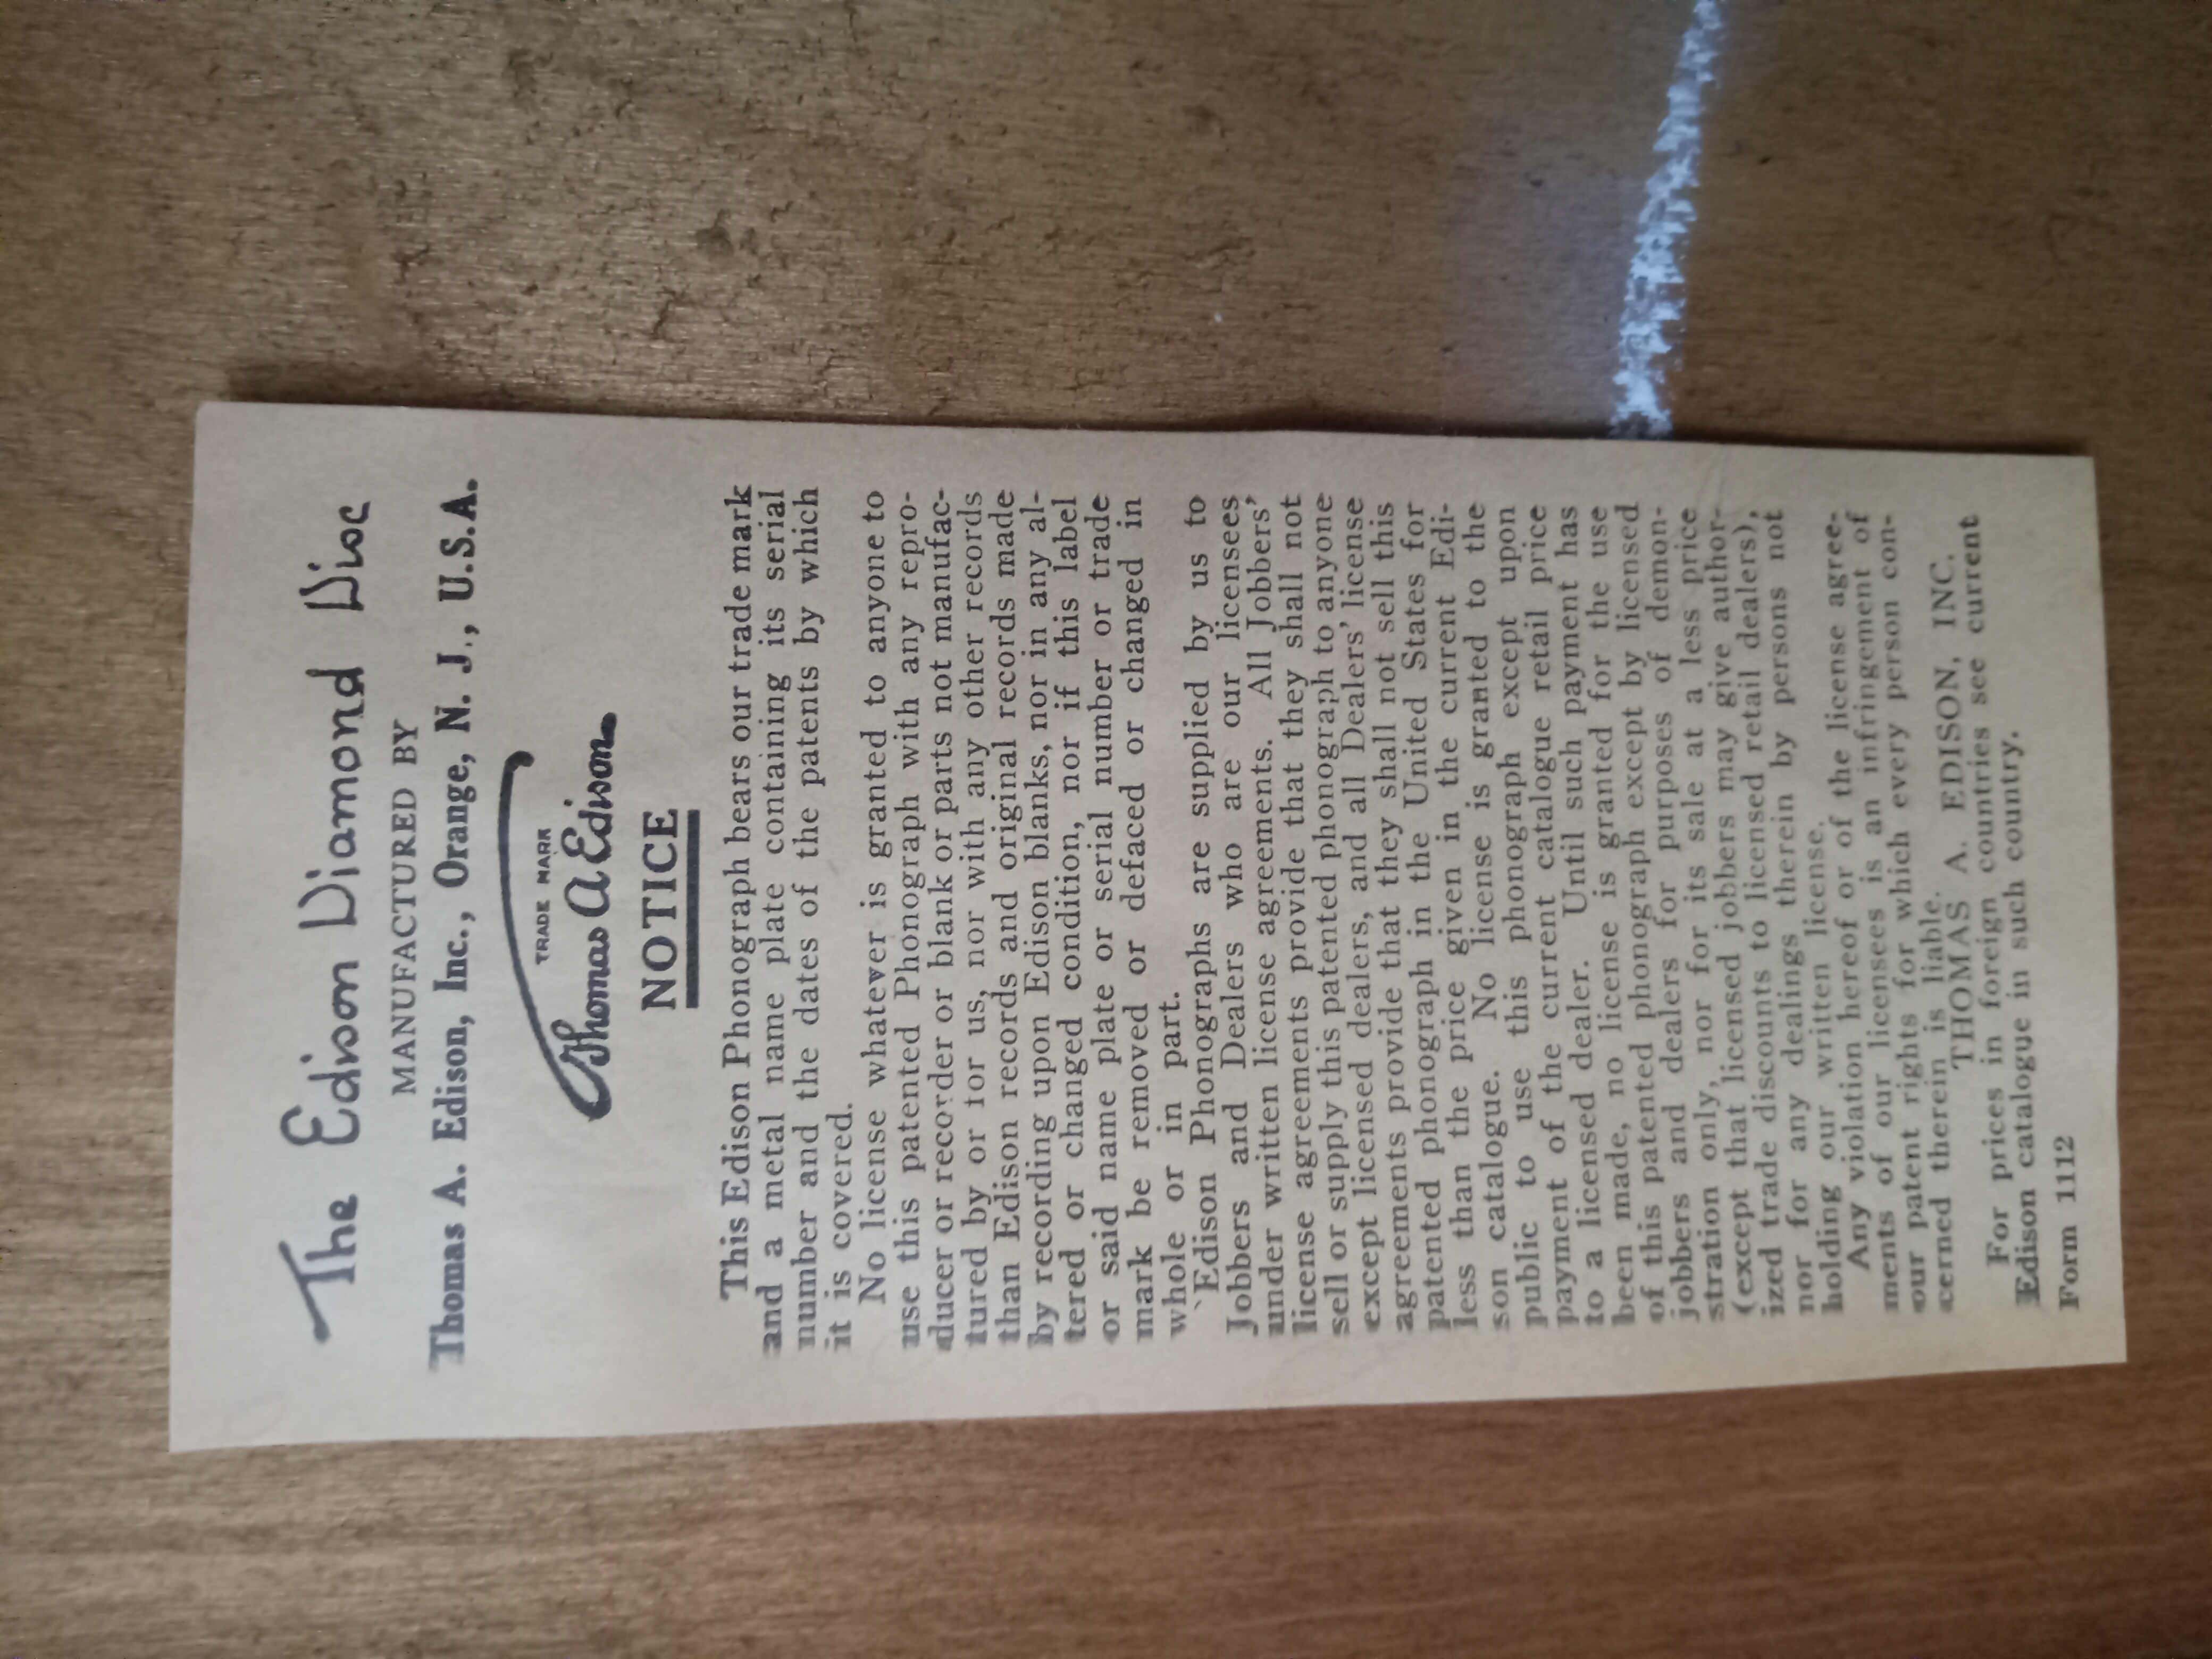 The Edison Diamond Disc
MANUFACTURED BY
Thomas A. Edison, Inc., Orange, N. J., U.S.A.
TRADE MARK
Thomas A Edison
NOTICE
This Edison Phonograph bears our trade mark
and a metal name plate containing its serial
number and the dates of the patents by which
it is covered.
No license whatever is granted to anyone to
use this patented Phonograph with any repro-
ducer or recorder or blank or parts not manufac-
tured by or for us, nor with any other records
than Edison records and original records made
by recording upon Edison blanks, nor in any al-
tered or changed condition, nor if this label
or said name plate or serial number or trade
mark be removed or defaced or changed in
whole or in part.
Edison Phonographs are supplied by us to
Jobbers and Dealers who are our licenses
under written license agreements. All Jobbers'
license agreements provide that they shall not
sell or supply this patented phonograph to anyone
except licensed dealers, and all Dealers' license
agreements provide that they shall not sell this
patented phonograph in the United States for
less than the price given in the current Edi-
son catalogue. No license is granted to the
public to use this phonograph except upon
payment of the current catalogue retail price
to a licensed dealer. Until such payment has
been made, no license is granted for the use
of this patented phonograph except by licensed
jobbers and dealers for purposes of demon-
stration only, nor for its sale at a less price
(except that licensed jobbers may give author-
ized trade discounts to licensed retail dealers),
nor for any dealings therein by persons not
holding our written license.
Any violation hereof or of the license agree-
ments of our licensees is an infringement of
our patent rights for which every person con-
cerned therein is liable.
THOMAS A. EDISON, INC.
For prices in foreign countries see current
Edison catalogue in such country.
Form 1112